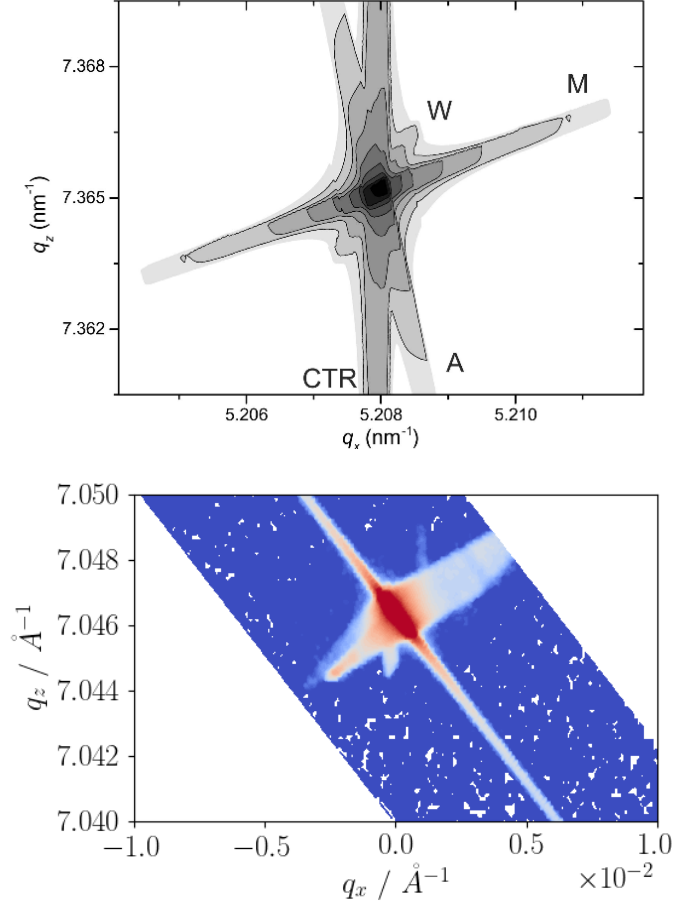 7.368
M
W
7.365
q_z (nm⁻¹)
7.362
A
CTR
5.206
5.208
5.210
q_x (nm⁻¹)
7.050
7.048
7.046
7.044
7.042
7.040
q_z / Å⁻¹
−1.0
−0.5
0.0
0.5
1.0
×10⁻²
q_x / Å⁻¹